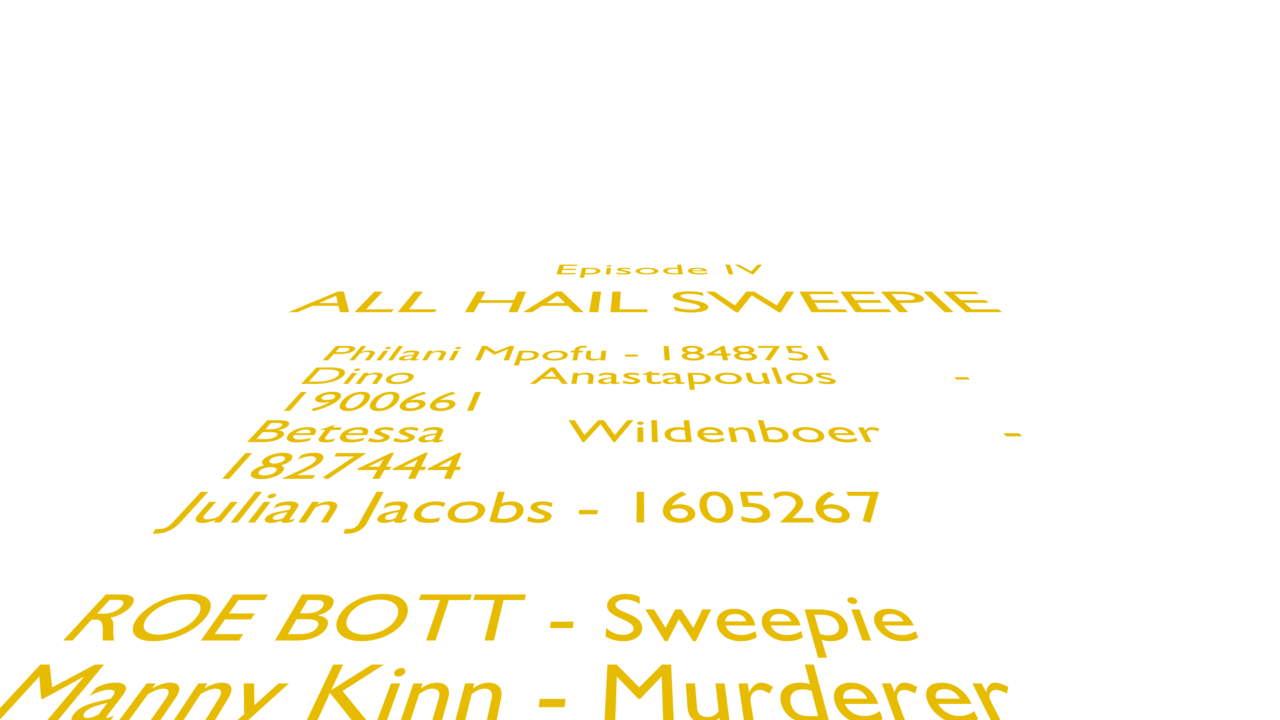 Episode IV
ALL HAIL SWEEPIE
Philani Mpofu - 1848751
Dino Anastapoulos -
1900661
Betessa Wildenboer -
1827444
Julian Jacobs - 1605267
ROE BOTT - Sweepie
Manny Kinn - Murderer